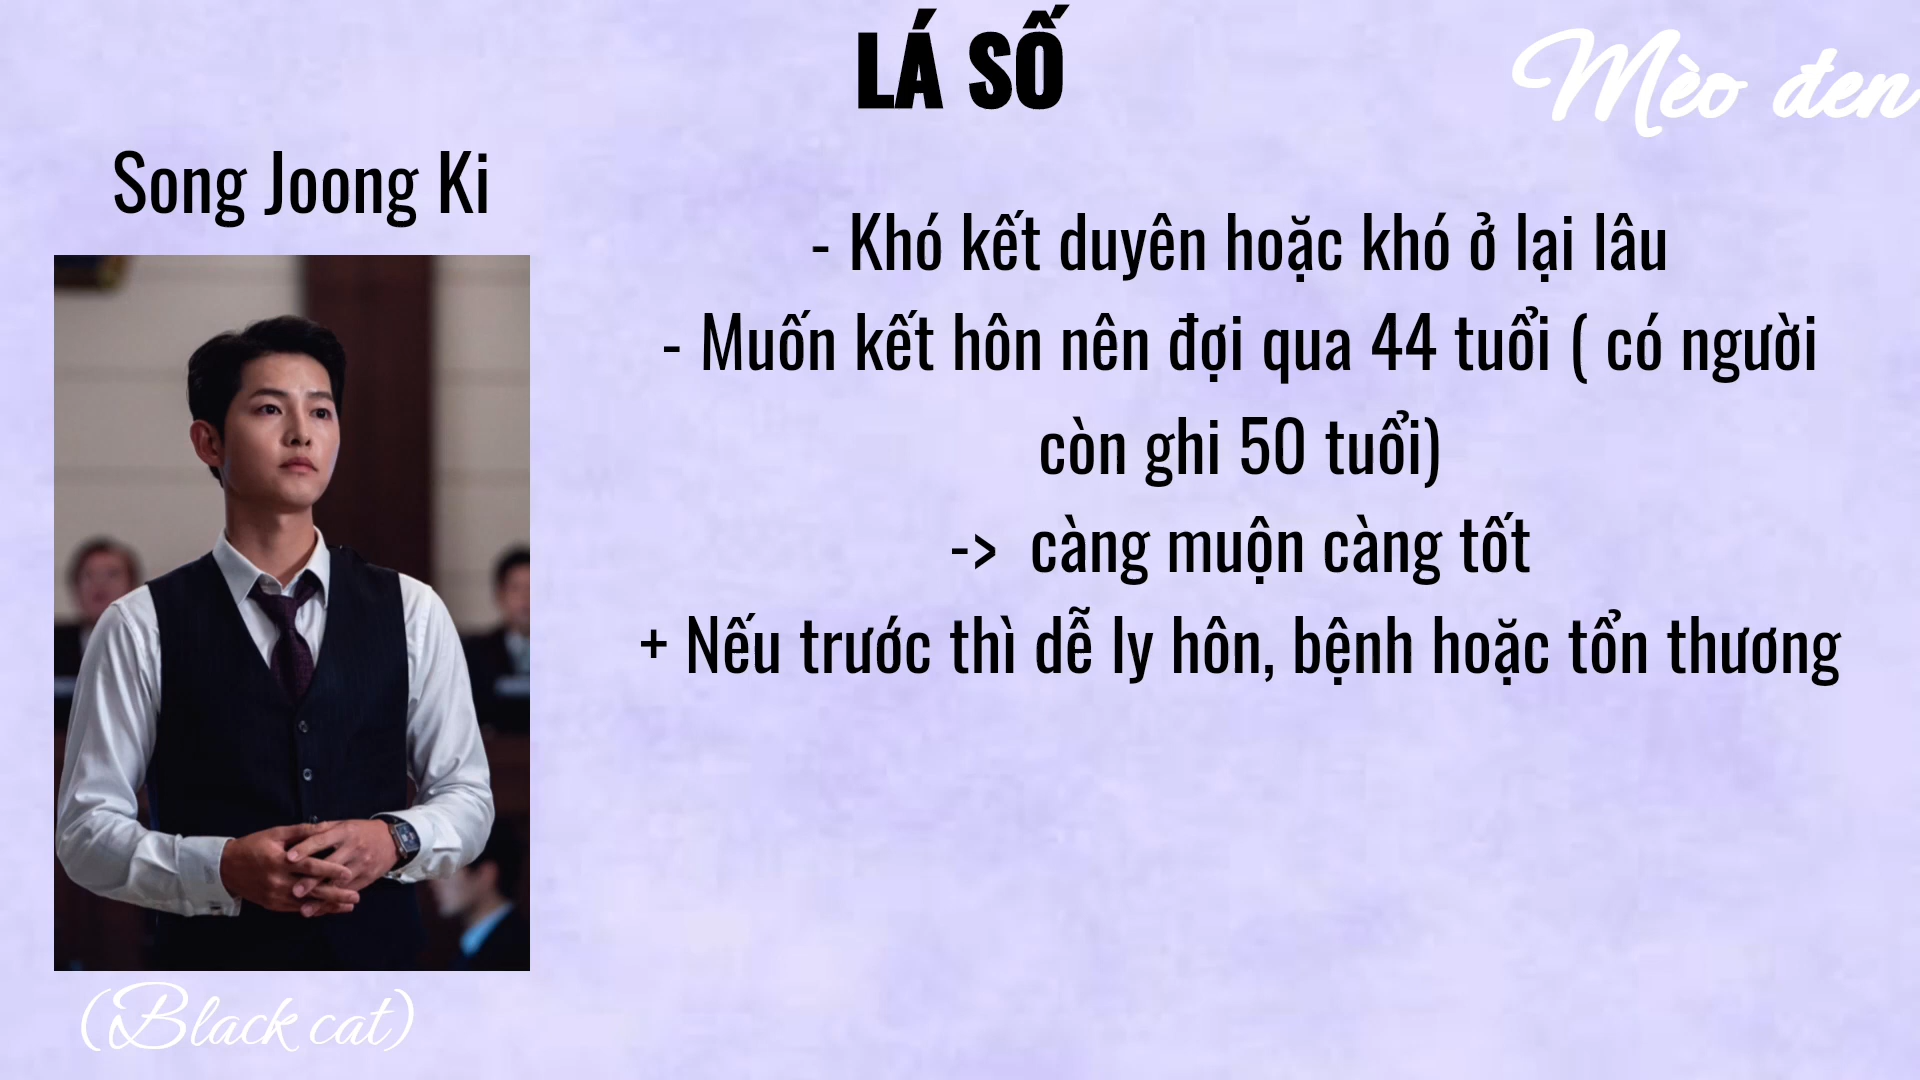 LÁ SỐ
Mèo đen
Song Joong Ki
- Khó kết duyên hoặc khó ở lại lâu
- Muốn kết hôn nên đợi qua 44 tuổi ( có người
còn ghi 50 tuổi)
-> càng muộn càng tốt
+ Nếu trước thì dễ ly hôn, bệnh hoặc tổn thương
(Black cat)